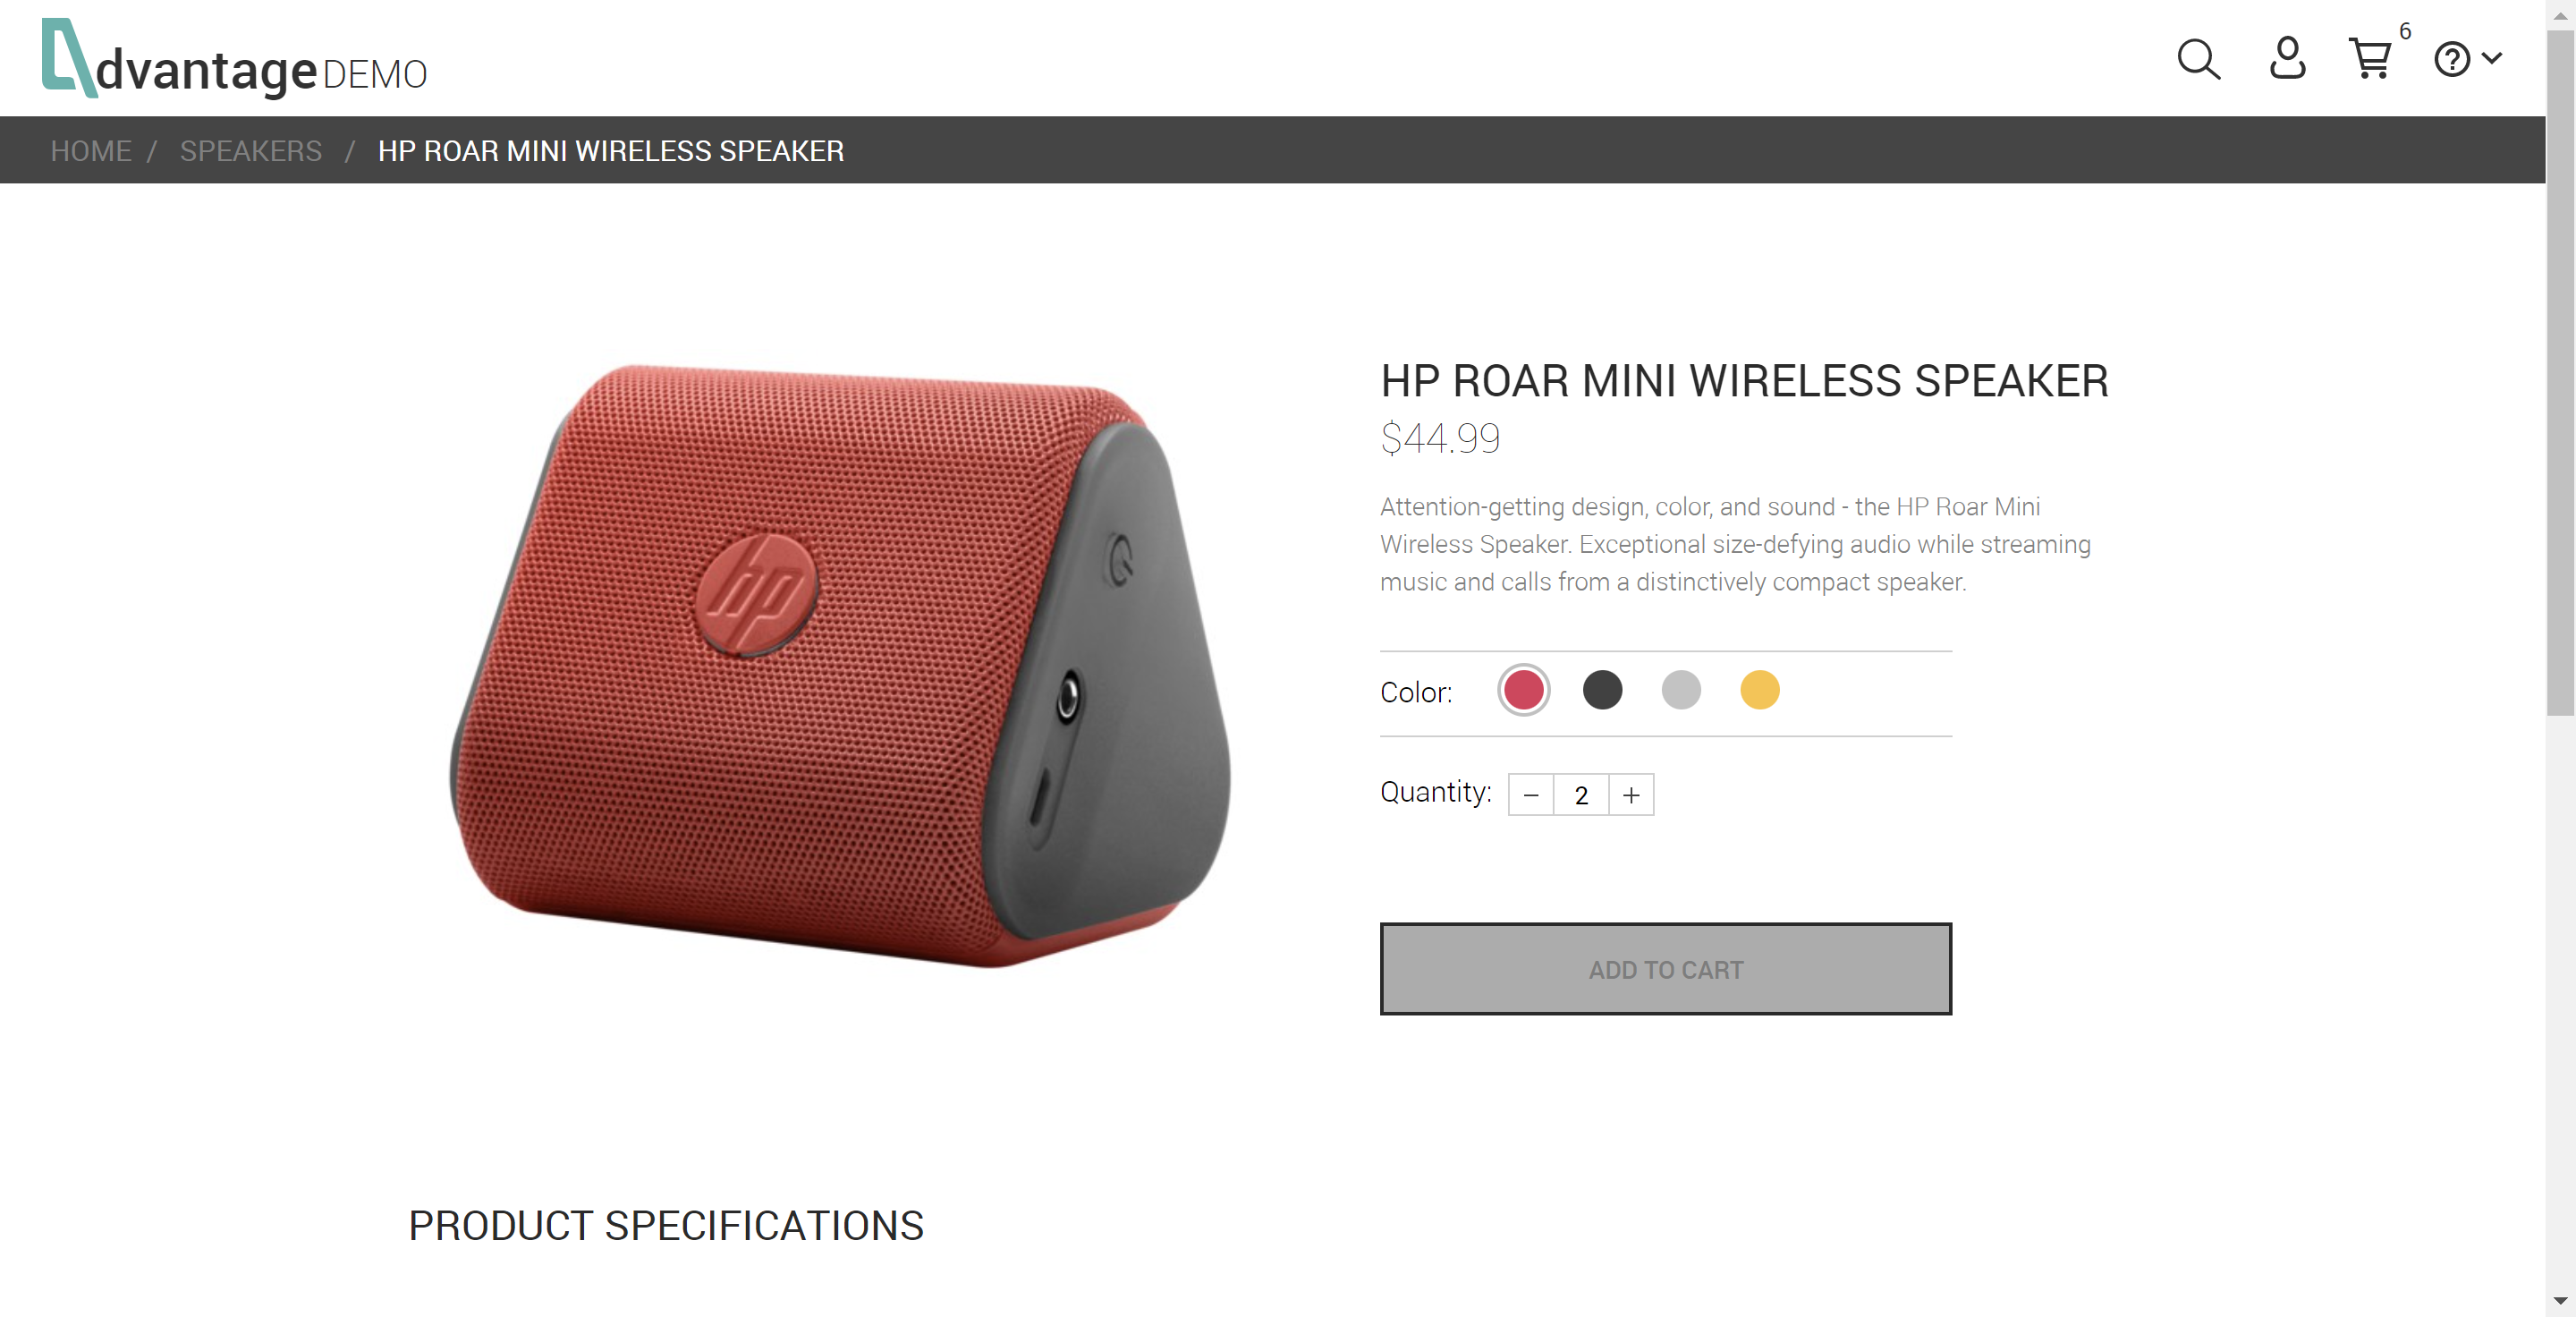 dvantage DEMO
6
HOME / SPEAKERS / HP ROAR MINI WIRELESS SPEAKER
hp
HP ROAR MINI WIRELESS SPEAKER
$44.99
Attention-getting design, color, and sound - the HP Roar Mini
Wireless Speaker. Exceptional size-defying audio while streaming
music and calls from a distinctively compact speaker.
Color:
Quantity: − 2 +
ADD TO CART
PRODUCT SPECIFICATIONS